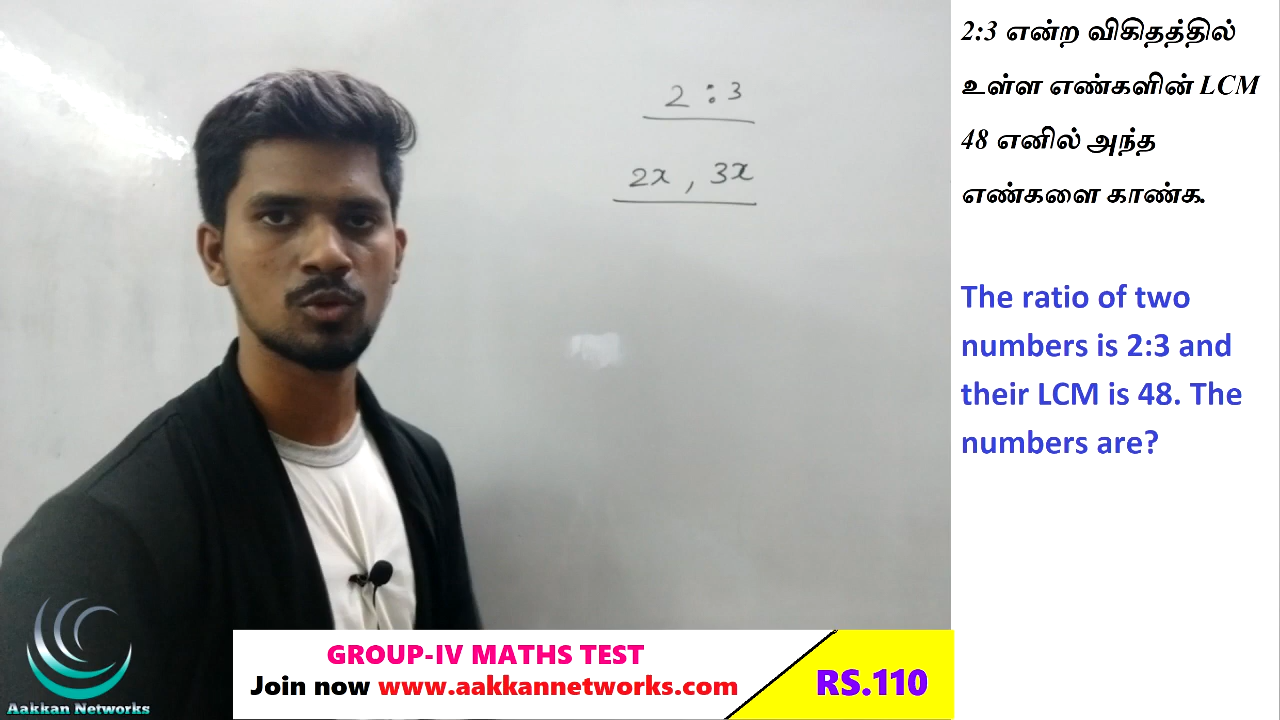 2 : 3
2x , 3x
2:3 என்ற விகிதத்தில்
உள்ள எண்களின் LCM
48 எனில் அந்த
எண்களை காண்க.
The ratio of two
numbers is 2:3 and
their LCM is 48. The
numbers are?
Aakkan Networks
GROUP-IV MATHS TEST
Join now www.aakkannetworks.com
RS.110